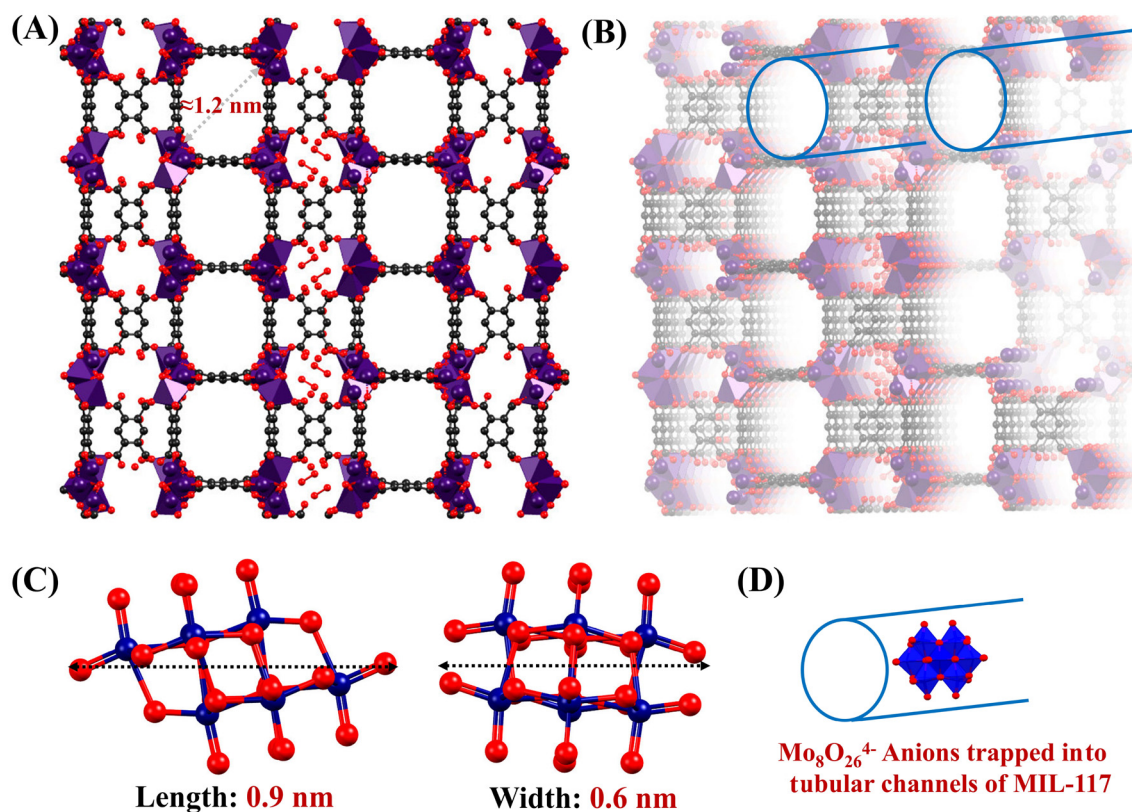 (A)
≈1.2 nm
(B)
(C)
Length: 0.9 nm
Width: 0.6 nm
(D)
Mo₈O₂₆⁴⁻ Anions trapped into
tubular channels of MIL-117